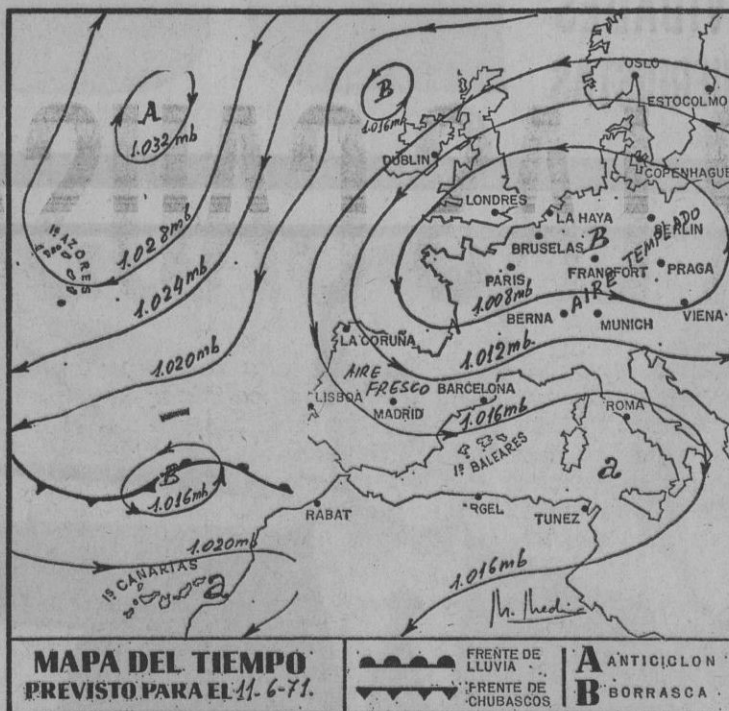 OSLO
ESTOCOLMO
A
1.032mb
B
1.016mb
DUBLIN
COPENHAGUE
LONDRES
LA HAYA
BERLIN
BRUSELAS
B
AIRE TEMPLADO
PARIS
FRANCFORT
PRAGA
1.008mb
BERNA
MUNICH
VIENA
Iª AZORES
1.028mb
1.024mb
1.020mb
LA CORUÑA
1.012mb.
AIRE
FRESCO
LISBOA
MADRID
BARCELONA
1.016mb
ROMA
Iª BALEARES
a
B
1.016mb
RABAT
RGEL
TUNEZ
1.020mb
Iª CANARIAS
a
1.016mb
MAPA DEL TIEMPO
PREVISTO PARA EL 11-6-71.
FRENTE DE
LLUVIA
FRENTE DE
CHUBASCOS
A ANTICICLON
B BORRASCA